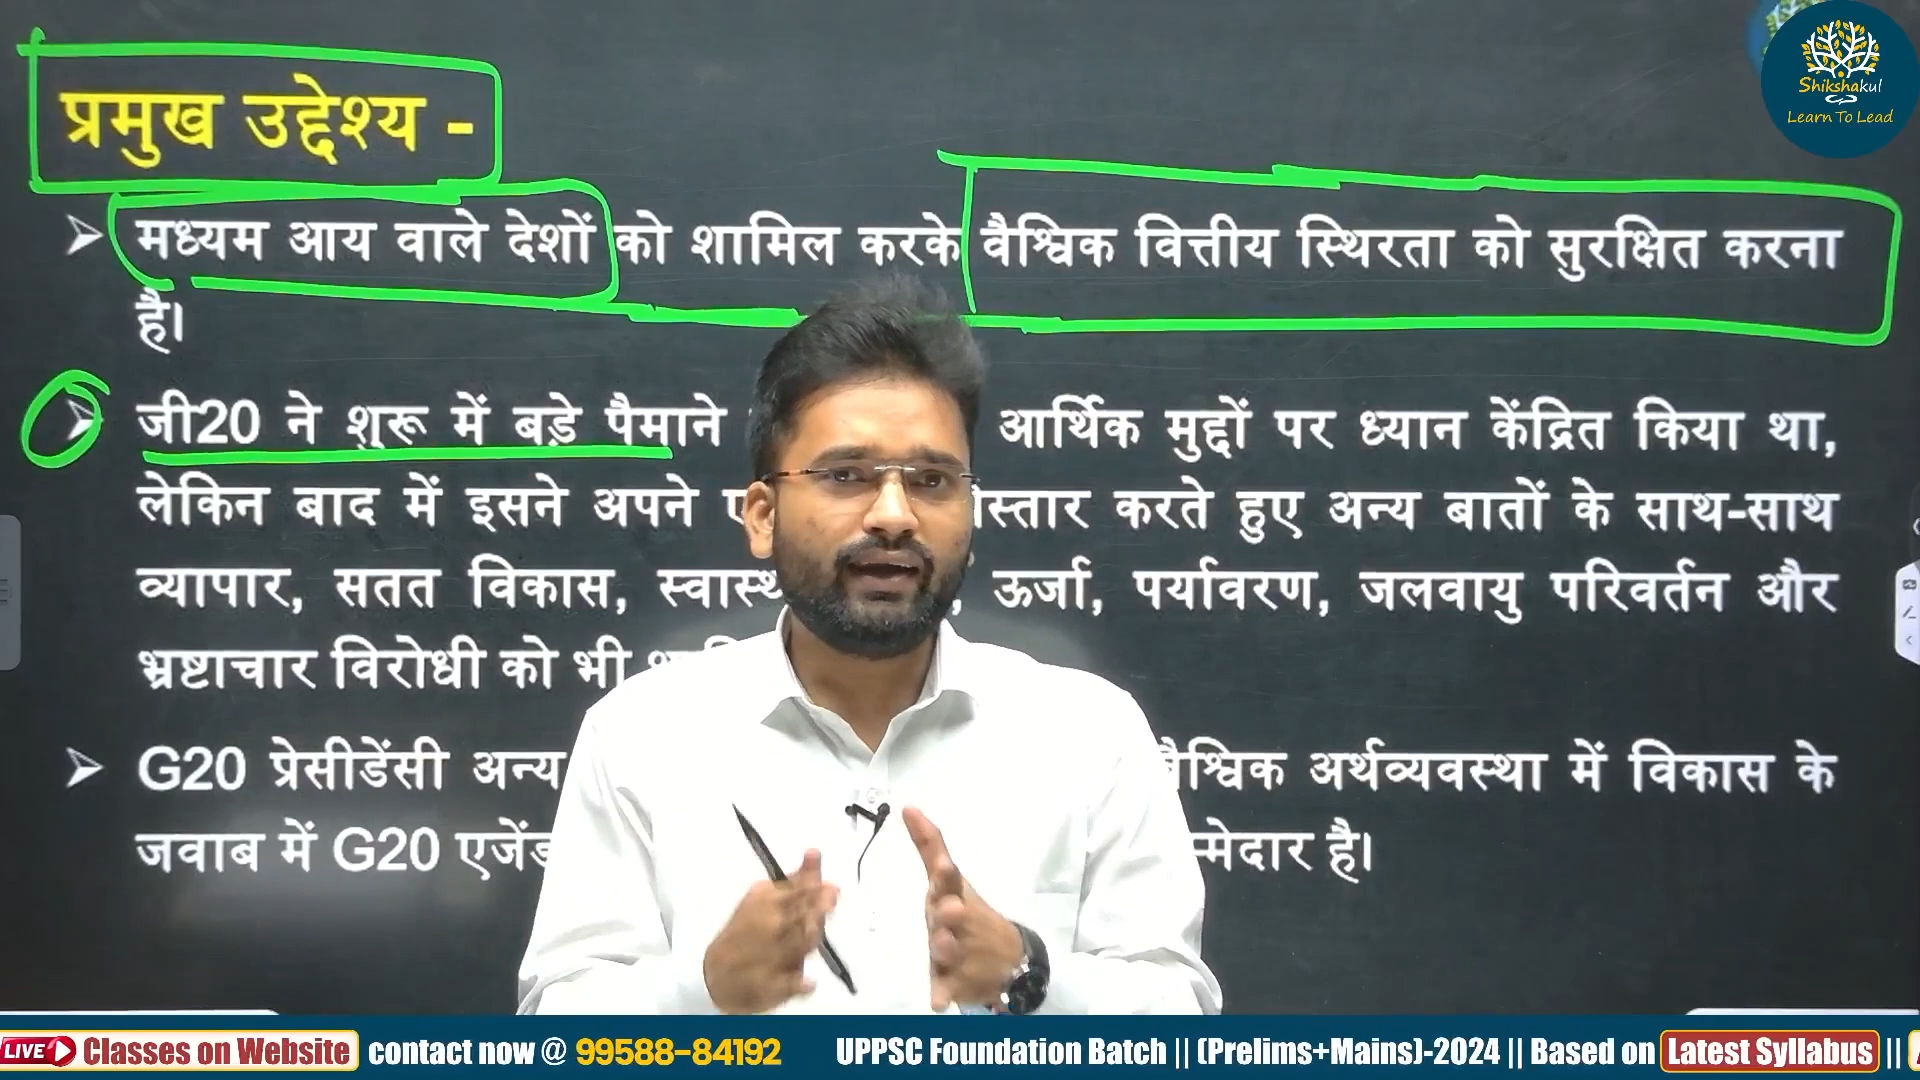 प्रमुख उद्देश्य -
मध्यम आय वाले देशों को शामिल करके वैश्विक वित्तीय स्थिरता को सुरक्षित करना
है।
जी20 ने शुरू में बड़े पैमाने आर्थिक मुद्दों पर ध्यान केंद्रित किया था,
लेकिन बाद में इसने अपने करते हुए अन्य बातों के साथ-साथ
व्यापार, सतत विकास, ऊर्जा, पर्यावरण, जलवायु परिवर्तन और
भ्रष्टाचार विरोधी को भी
G20 प्रेसीडेंसी अन्य वैश्विक अर्थव्यवस्था में विकास के
जवाब में G20 है।
Shikshakul
Learn To Lead
LIVE Classes on Website contact now @ 99588-84192 UPPSC Foundation Batch || (Prelims+Mains)-2024 || Based on Latest Syllabus ||